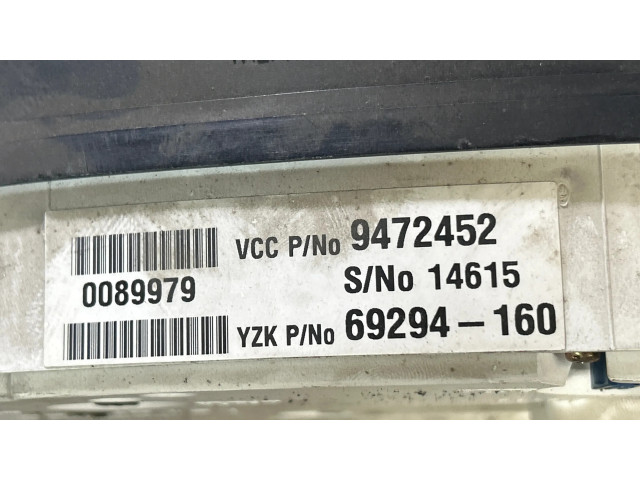 VCC P/No 9472452
0089979
S/No 14615
YZK P/No 69294-160